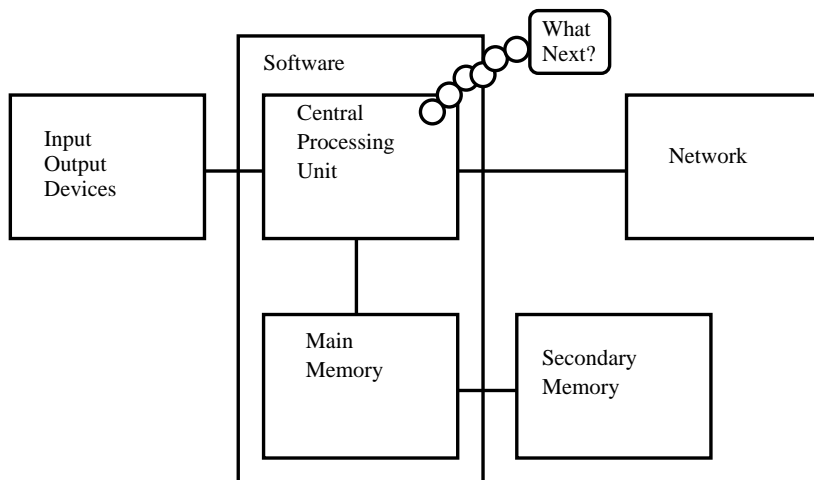 What
Next?
Software
Input
Output
Devices
Central
Processing
Unit
Network
Main
Memory
Secondary
Memory